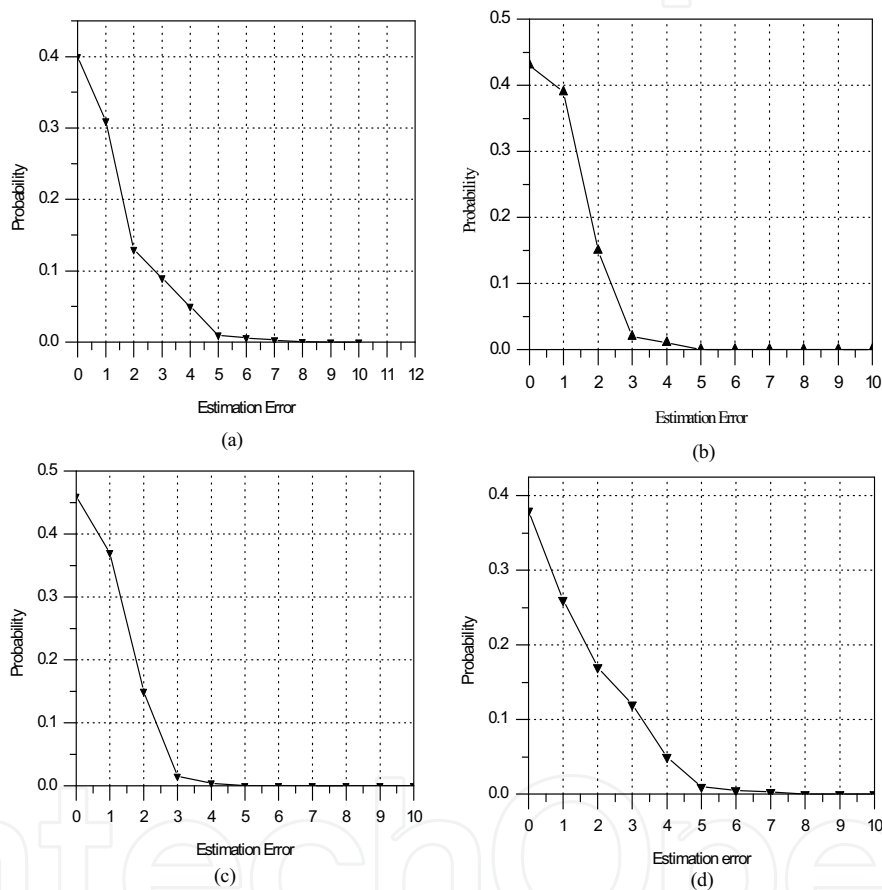 0.4
0.3
0.2
0.1
0.0
Probability
0 1 2 3 4 5 6 7 8 9 10 11 12
Estimation Error
(a)
0.5
0.4
0.3
0.2
0.1
0.0
Probability
0 1 2 3 4 5 6 7 8 9 10
Estimation Error
(b)
0.5
0.4
0.3
0.2
0.1
0.0
Probability
0 1 2 3 4 5 6 7 8 9 10
Estimation Error
(c)
0.4
0.3
0.2
0.1
0.0
Probability
0 1 2 3 4 5 6 7 8 9 10
Estimation error
(d)
ntechOpe